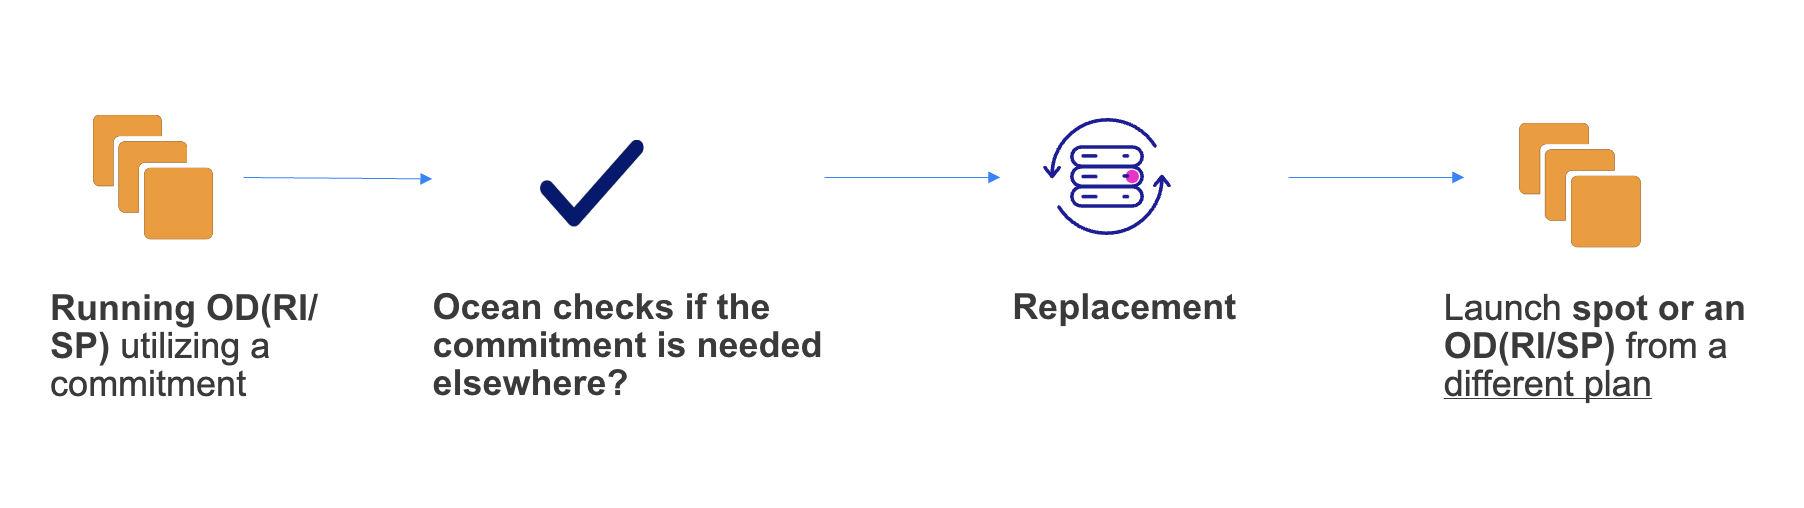 Running OD(RI/
SP) utilizing a
commitment
Ocean checks if the
commitment is needed
elsewhere?
Replacement
Launch spot or an
OD(RI/SP) from a
different plan